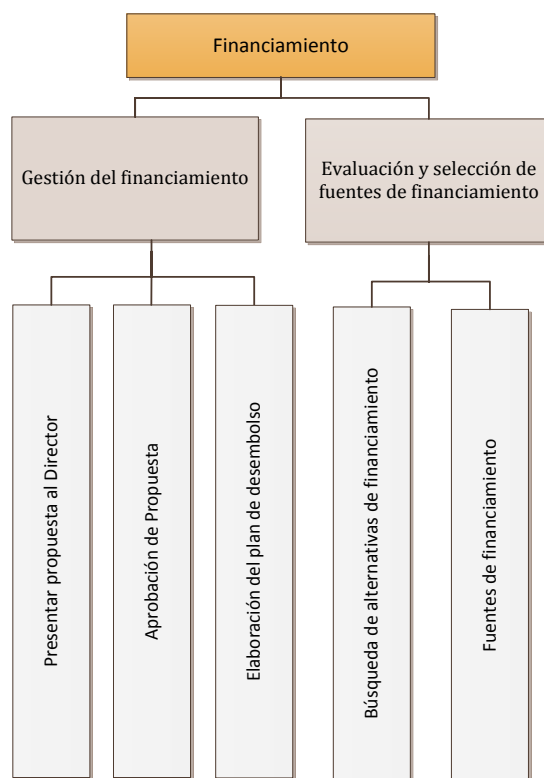 Financiamiento
Gestión del financiamiento
Evaluación y selección de
fuentes de financiamiento
Presentar propuesta al Director
Aprobación de Propuesta
Elaboración del plan de desembolso
Búsqueda de alternativas de financiamiento
Fuentes de financiamiento